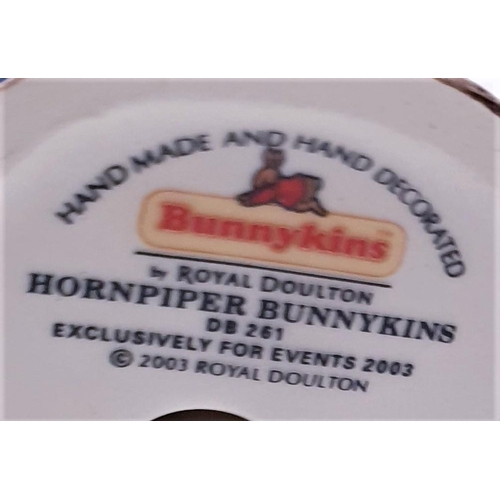 HAND MADE AND HAND DECORATED
Bunnykins™
by ROYAL DOULTON
HORNPIPER BUNNYKINS
DB 261
EXCLUSIVELY FOR EVENTS 2003
© 2003 ROYAL DOULTON